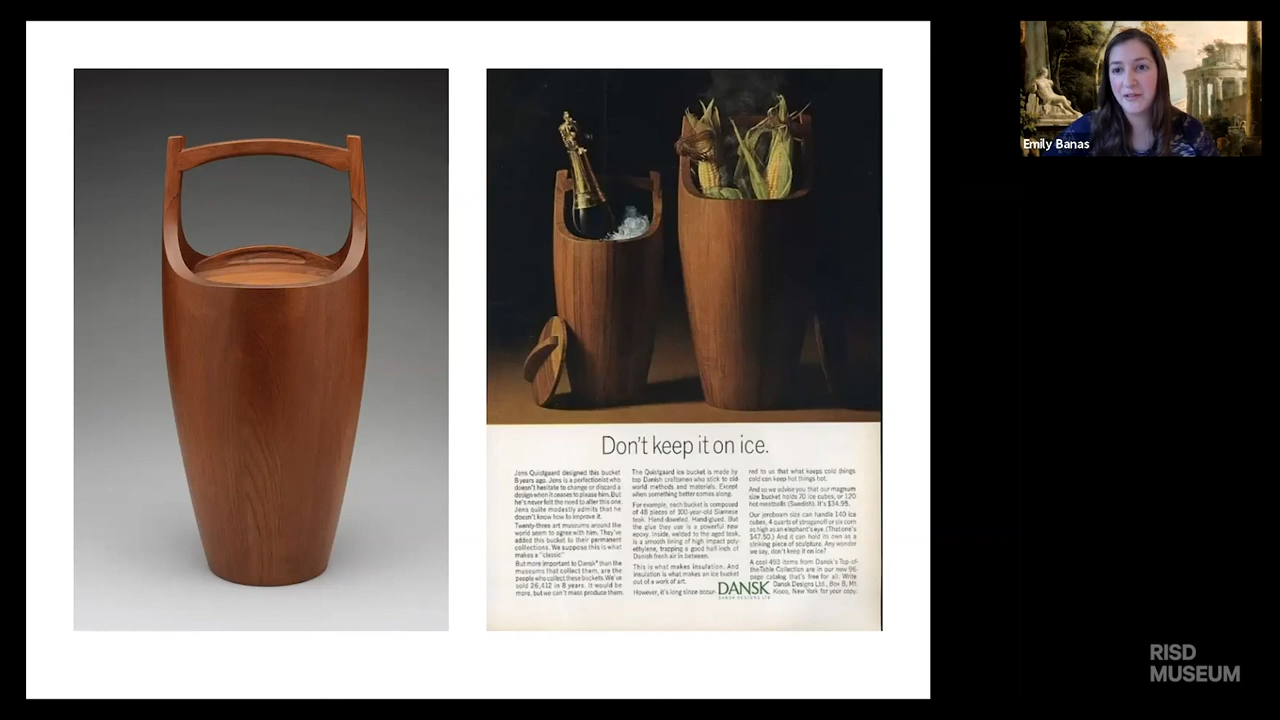 Emily Banas
Don't keep it on ice.
Jens Quistgaard designed this bucket
8 years ago. Jens is a perfectionist who
doesn't hesitate to change or discard a
design when it ceases to please him. But
he's never felt the need to alter this one.
Jens quite modestly admits that he
doesn't know how to improve it.
Twenty-three art museums around the
world seem to agree with him. They've
added this bucket to their permanent
collections. We suppose this is what
makes a "classic."
But more important to Dansk® than the
museums that collect them, are the
people who collect these buckets. We've
sold 26,412 in 8 years. It would be
more, but we can't mass produce them.
The Quistgaard ice bucket is made by
top Danish craftsmen who stick to old
world methods and materials. Except
when something better comes along.
For example, each bucket is composed
of 48 pieces of 100-year-old Siamese
teak. Hand doweled. Hand-glued. But
the glue they use is a powerful new
epoxy. Inside, welded to the aged teak,
is a smooth lining of high impact poly-
ethylene, trapping a good half-inch of
Danish fresh air in between.
This is what makes insulation. And
insulation is what makes an ice bucket
out of a work of art.
However, it's long since occur-
red to us that what keeps cold things
cold can keep hot things hot.
And so we advise you that our magnum
size bucket holds 70 ice cubes, or 120
hot meatballs (Swedish). It's $34.95.
Our jeroboam size can handle 140 ice
cubes, 4 quarts of stroganoff or six corn
as high as an elephant's eye. (That one's
$47.50.) And it can hold its own as a
striking piece of sculpture. Any wonder
we say, don't keep it on ice?
A cool 493 items from Dansk's Top-of-
the-Table Collection are in our new 96-
page catalog that's free for all. Write
Dansk Designs Ltd., Box B, Mt.
Kisco, New York for your copy.
DANSK
DANSK DESIGNS LTD
RISD
MUSEUM